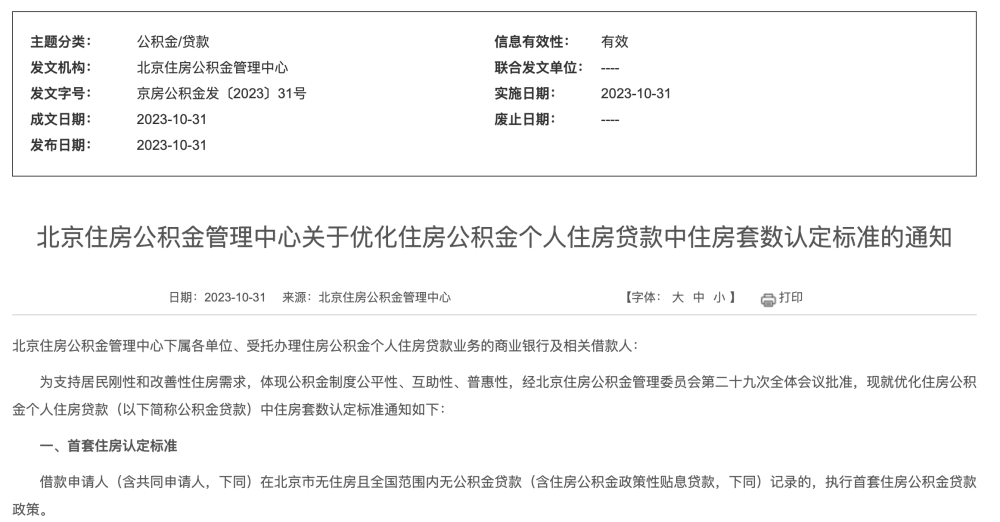 主题分类： 公积金/贷款 信息有效性： 有效
发文机构： 北京住房公积金管理中心 联合发文单位： ----
发文字号： 京房公积金发〔2023〕31号 实施日期： 2023-10-31
成文日期： 2023-10-31 废止日期： ----
发布日期： 2023-10-31
北京住房公积金管理中心关于优化住房公积金个人住房贷款中住房套数认定标准的通知
日期：2023-10-31 来源：北京住房公积金管理中心 【字体： 大 中 小 】 打印
北京住房公积金管理中心下属各单位、受托办理住房公积金个人住房贷款业务的商业银行及相关借款人：
为支持居民刚性和改善性住房需求，体现公积金制度公平性、互助性、普惠性，经北京住房公积金管理委员会第二十九次全体会议批准，现就优化住房公积
金个人住房贷款（以下简称公积金贷款）中住房套数认定标准通知如下：
一、首套住房认定标准
借款申请人（含共同申请人，下同）在北京市无住房且全国范围内无公积金贷款（含住房公积金政策性贴息贷款，下同）记录的，执行首套住房公积金贷款
政策。